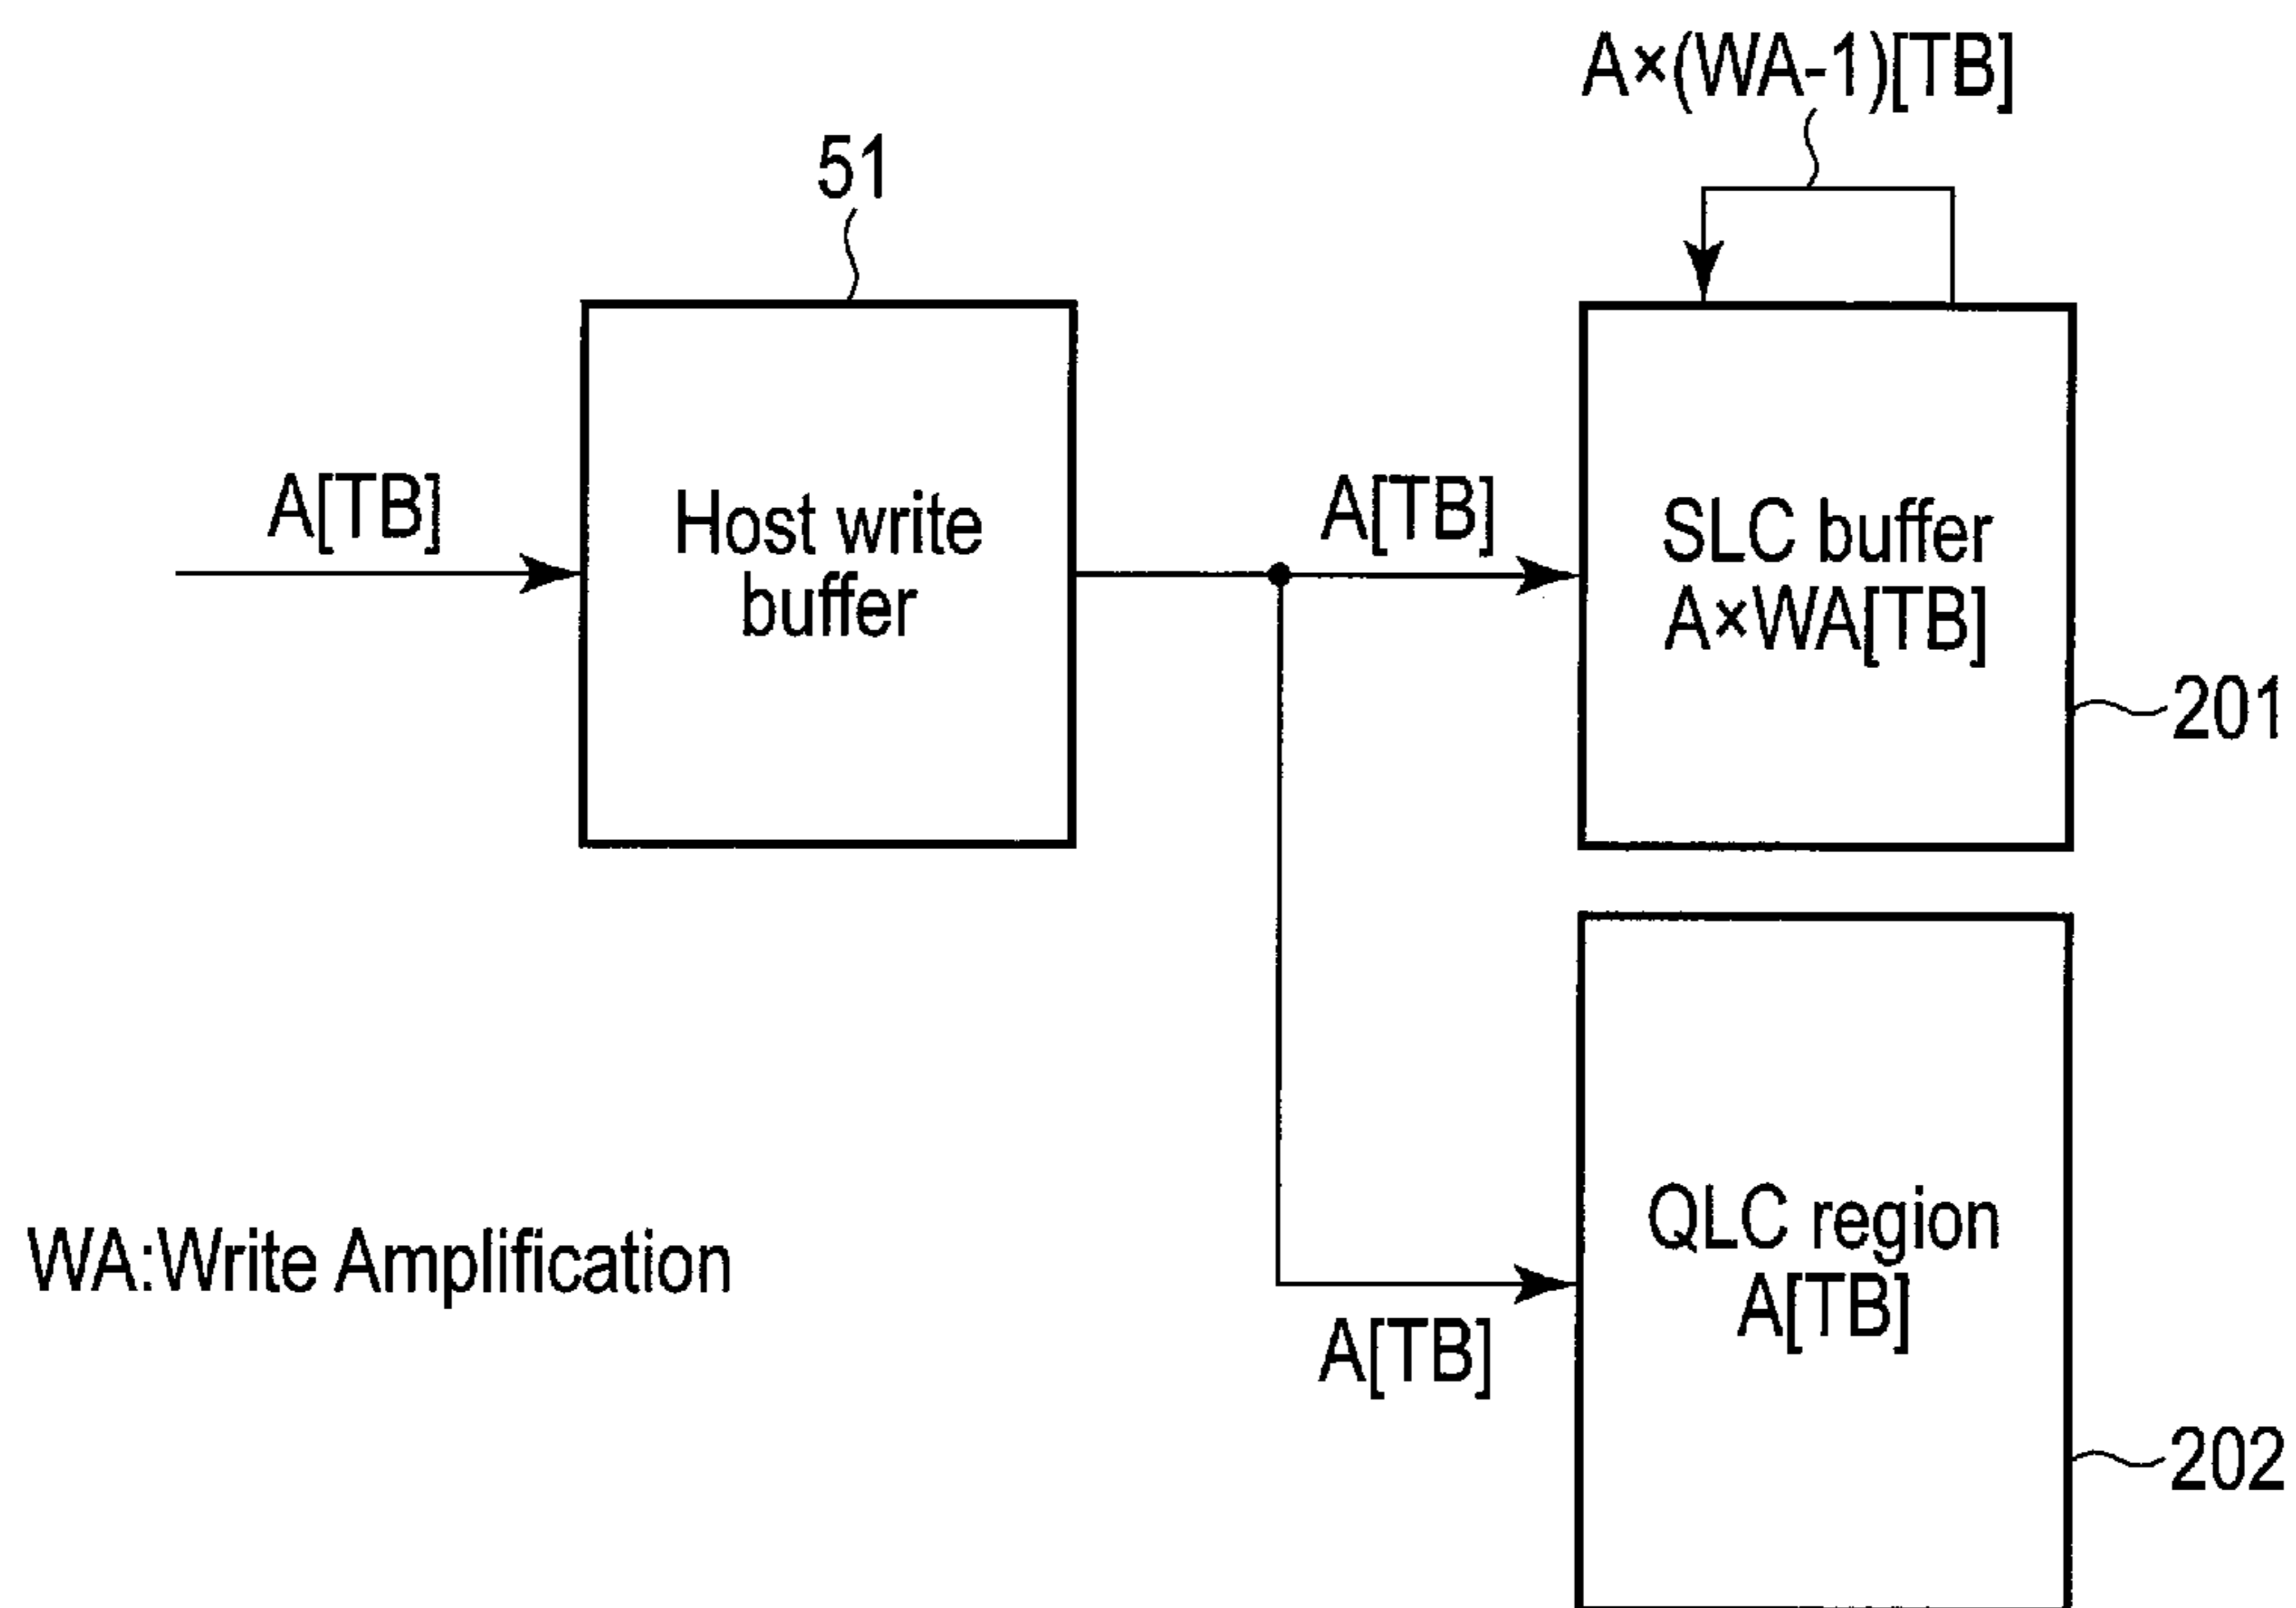 A×(WA-1)[TB]
51
A[TB]
Host write
buffer
A[TB]
SLC buffer
A×WA[TB]
201
A[TB]
QLC region
A[TB]
202
WA:Write Amplification